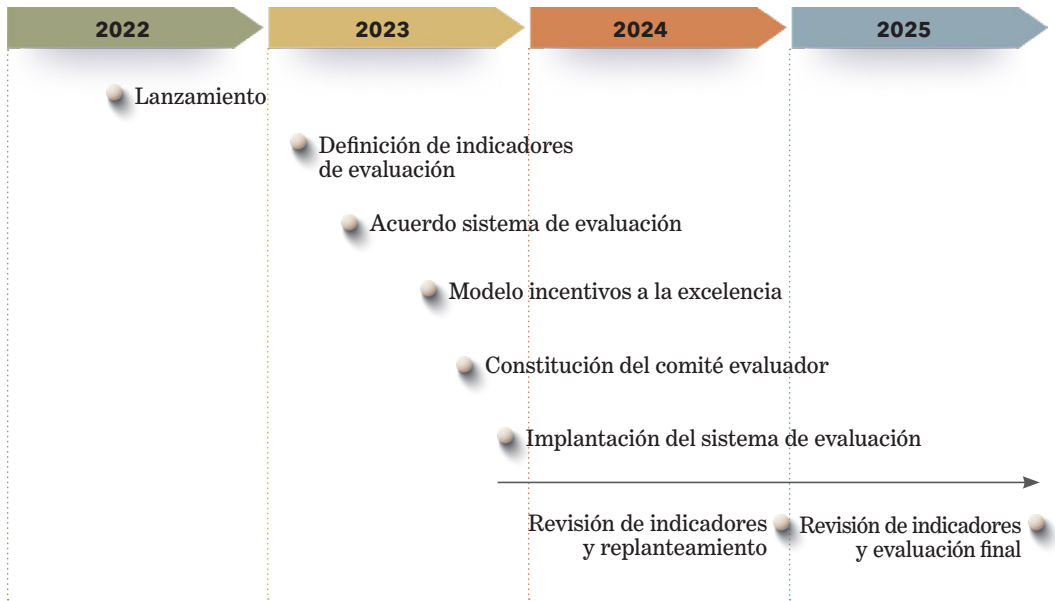 2022
2023
2024
2025
Lanzamiento
Definición de indicadores
de evaluación
Acuerdo sistema de evaluación
Modelo incentivos a la excelencia
Constitución del comité evaluador
Implantación del sistema de evaluación
Revisión de indicadores
y replanteamiento
Revisión de indicadores
y evaluación final